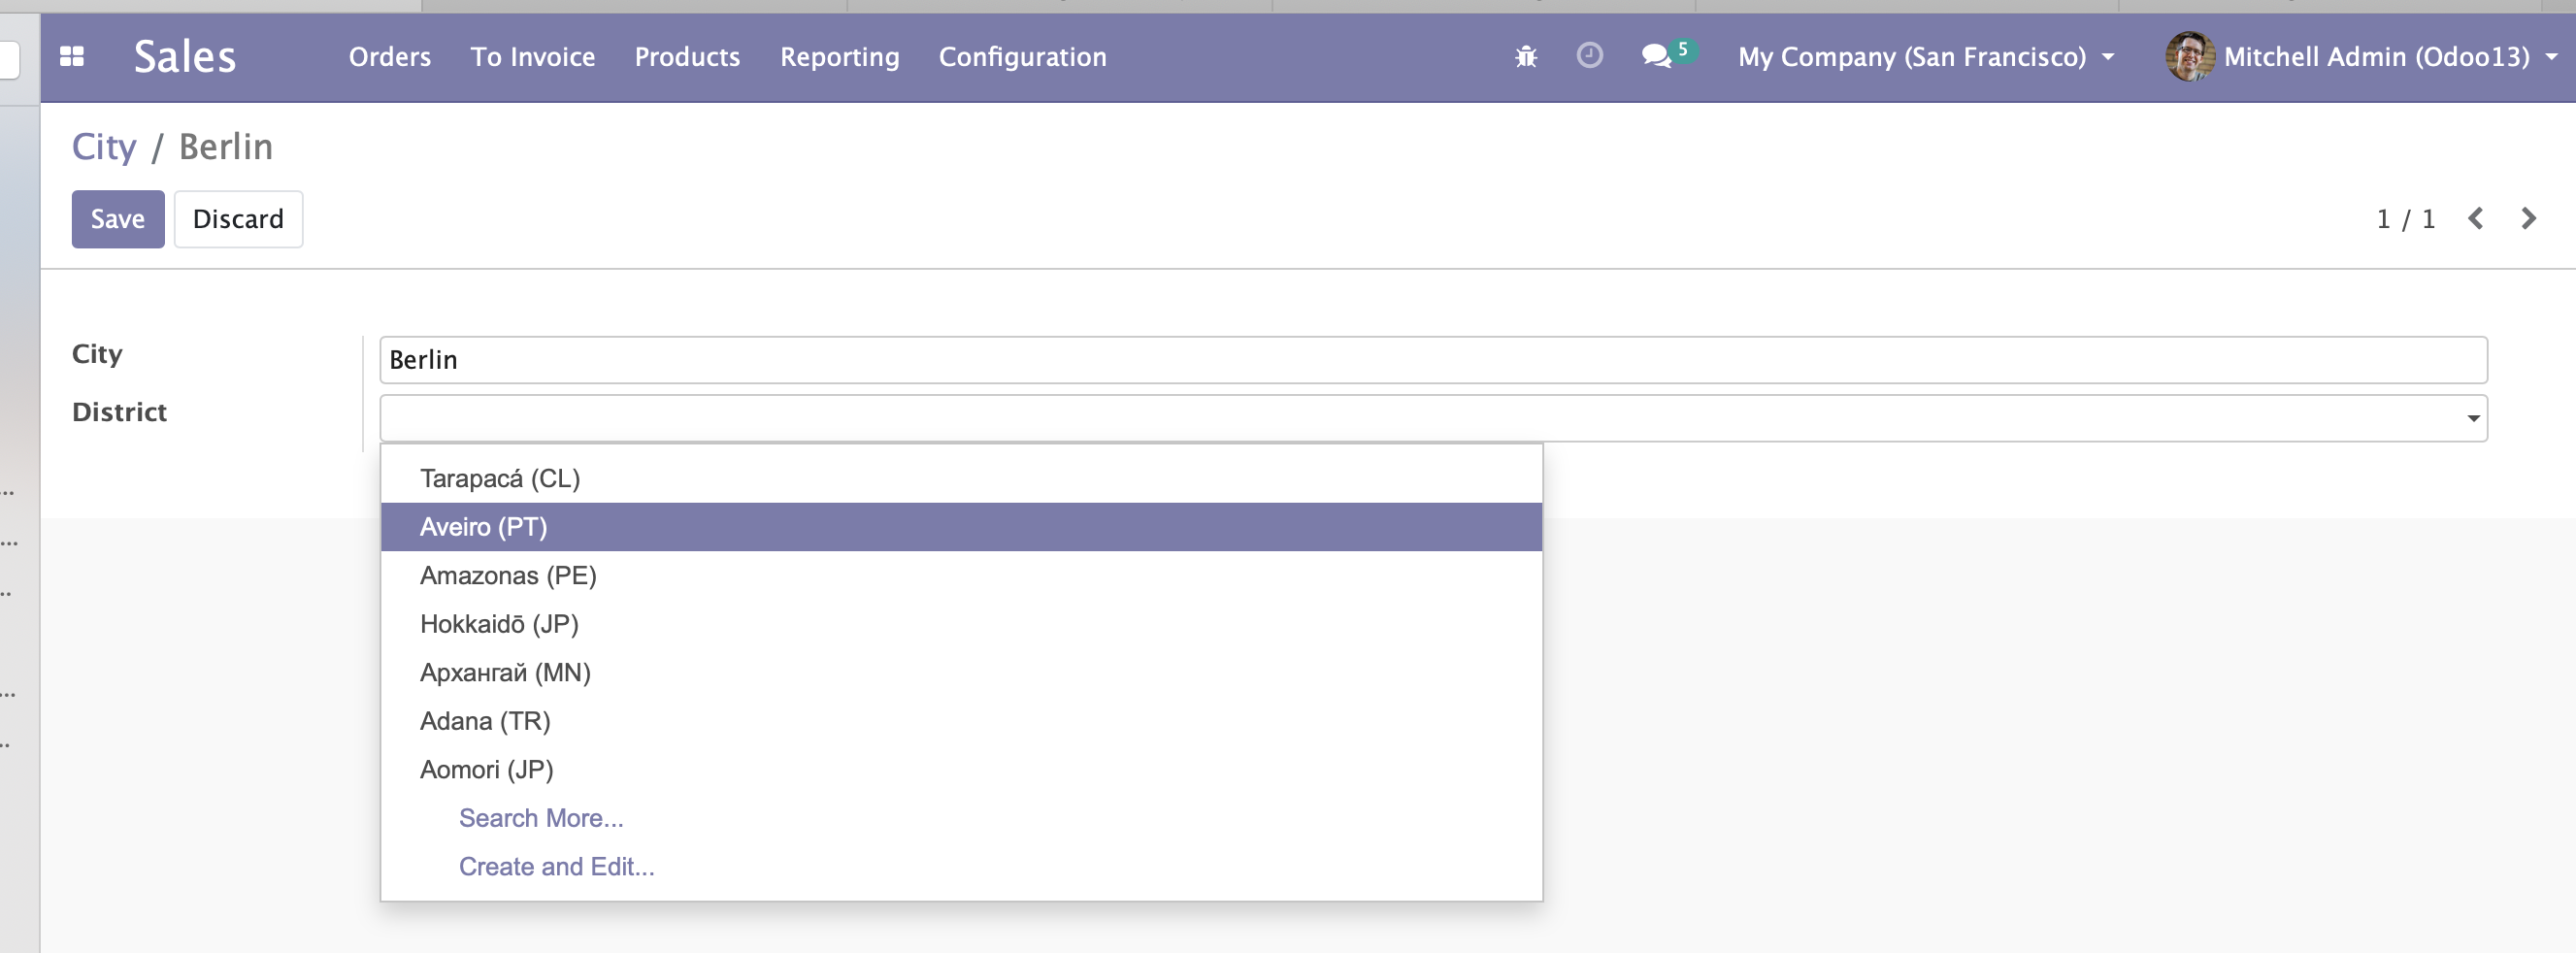 Sales Orders To Invoice Products Reporting Configuration 5 My Company (San Francisco) Mitchell Admin (Odoo13)
City / Berlin
Save Discard 1 / 1
City Berlin
District
Tarapacá (CL)
Aveiro (PT)
Amazonas (PE)
Hokkaidō (JP)
Архангай (MN)
Adana (TR)
Aomori (JP)
Search More...
Create and Edit...